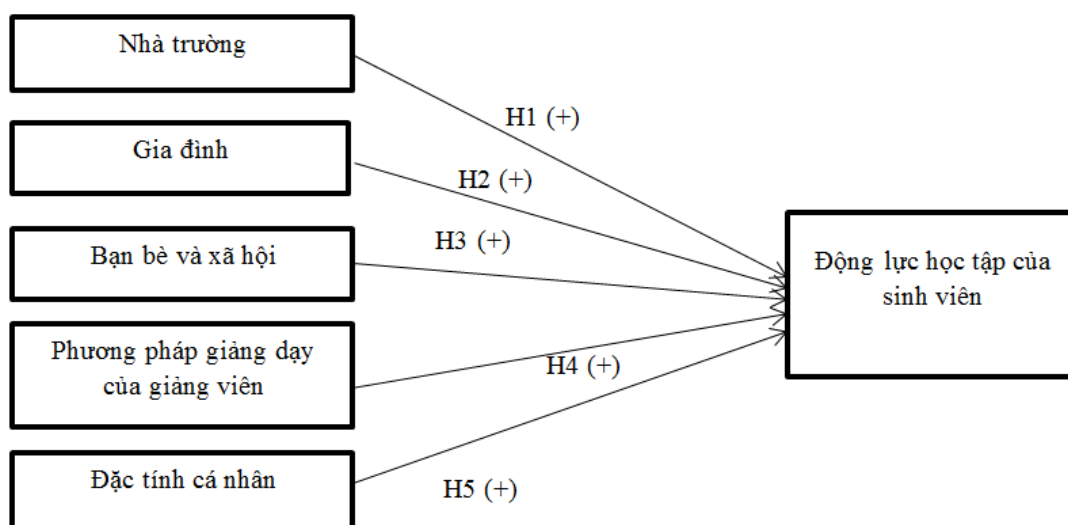 Nhà trường
H1 (+)
Gia đình
H2 (+)
Bạn bè và xã hội
H3 (+)
Động lực học tập của
sinh viên
Phương pháp giảng dạy
của giảng viên
H4 (+)
Đặc tính cá nhân
H5 (+)